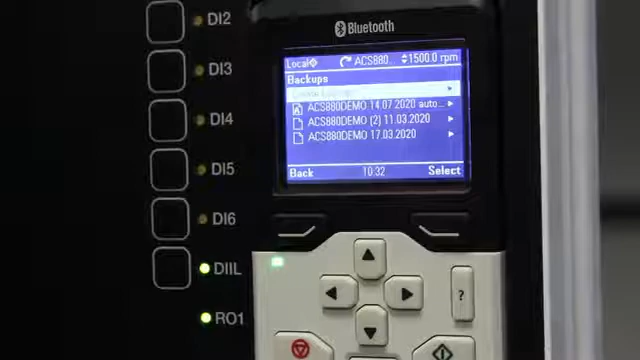 Bluetooth
DI2
DI3
DI4
DI5
DI6
DIIL
RO1
Local
ACS880...
1500.0 rpm
Backups
ACS880DEMO 14.07.2020 auto...
ACS880DEMO (2) 11.03.2020
ACS880DEMO 17.03.2020
Back
10:32
Select
?